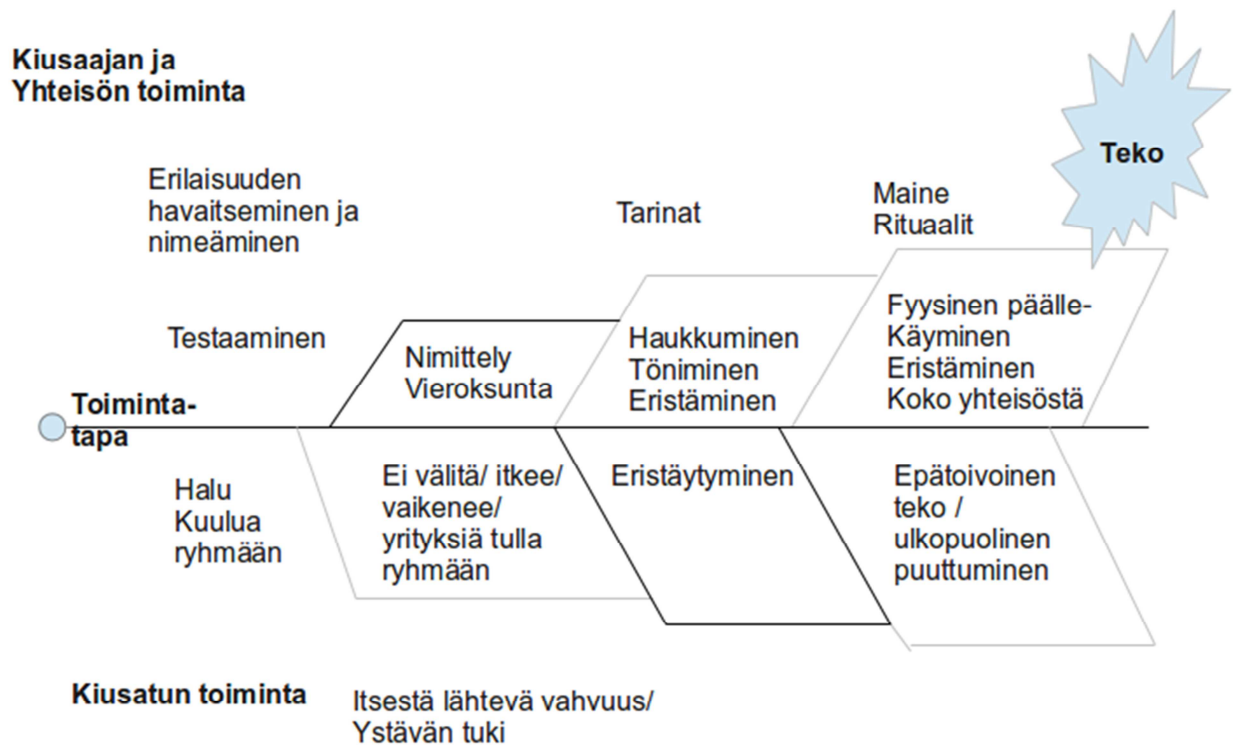 Kiusaajan ja
Yhteisön toiminta
Teko
Erilaisuuden
havaitseminen ja
nimeäminen
Tarinat
Maine
Rituaalit
Testaaminen
Nimittely
Vieroksunta
Haukkuminen
Töniminen
Eristäminen
Fyysinen päälle-
Käyminen
Eristäminen
Koko yhteisöstä
Toiminta-
tapa
Halu
Kuulua
ryhmään
Ei välitä/ itkee/
vaikenee/
yrityksiä tulla
ryhmään
Eristäytyminen
Epätoivoinen
teko /
ulkopuolinen
puuttuminen
Kiusatun toiminta
Itsestä lähtevä vahvuus/
Ystävän tuki